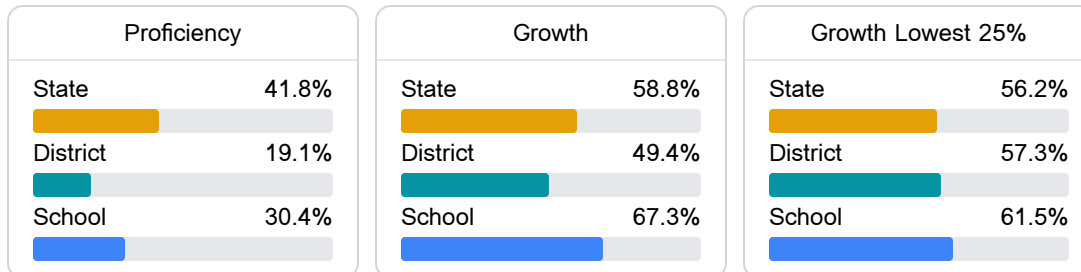 Proficiency
State 41.8%
District 19.1%
School 30.4%
Growth
State 58.8%
District 49.4%
School 67.3%
Growth Lowest 25%
State 56.2%
District 57.3%
School 61.5%